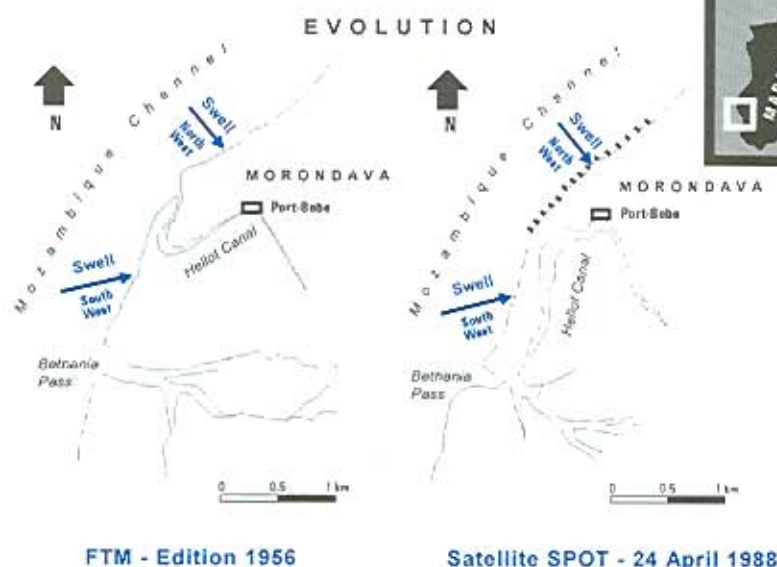 EVOLUTION
N
Mozambique Channel
Swell
North West
MORONDAVA
Port-Bebe
Hellot Canal
Swell
South West
Bethania
Pass
0 0.5 1 km
FTM - Edition 1956
N
Mozambique Channel
Swell
North West
MORONDAVA
Port-Bebe
Hellot Canal
Swell
South West
Bethania
Pass
0 0.5 1 km
Satellite SPOT - 24 April 1988